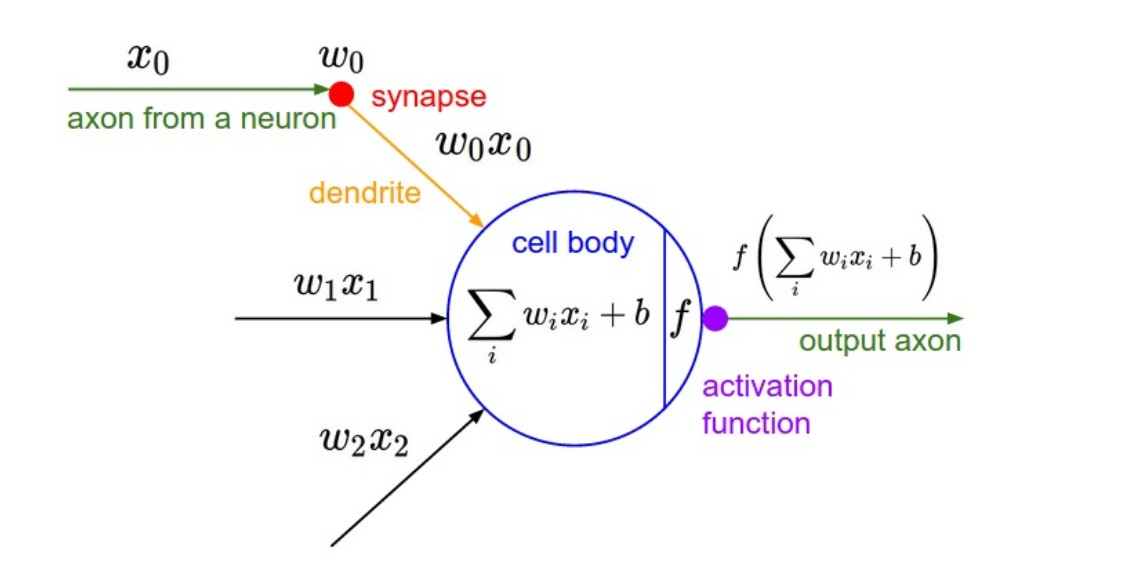 x₀
w₀
synapse
axon from a neuron
w₀x₀
dendrite
cell body
f(∑ᵢ wᵢxᵢ + b)
w₁x₁
∑ᵢ wᵢxᵢ + b
f
output axon
activation
function
w₂x₂